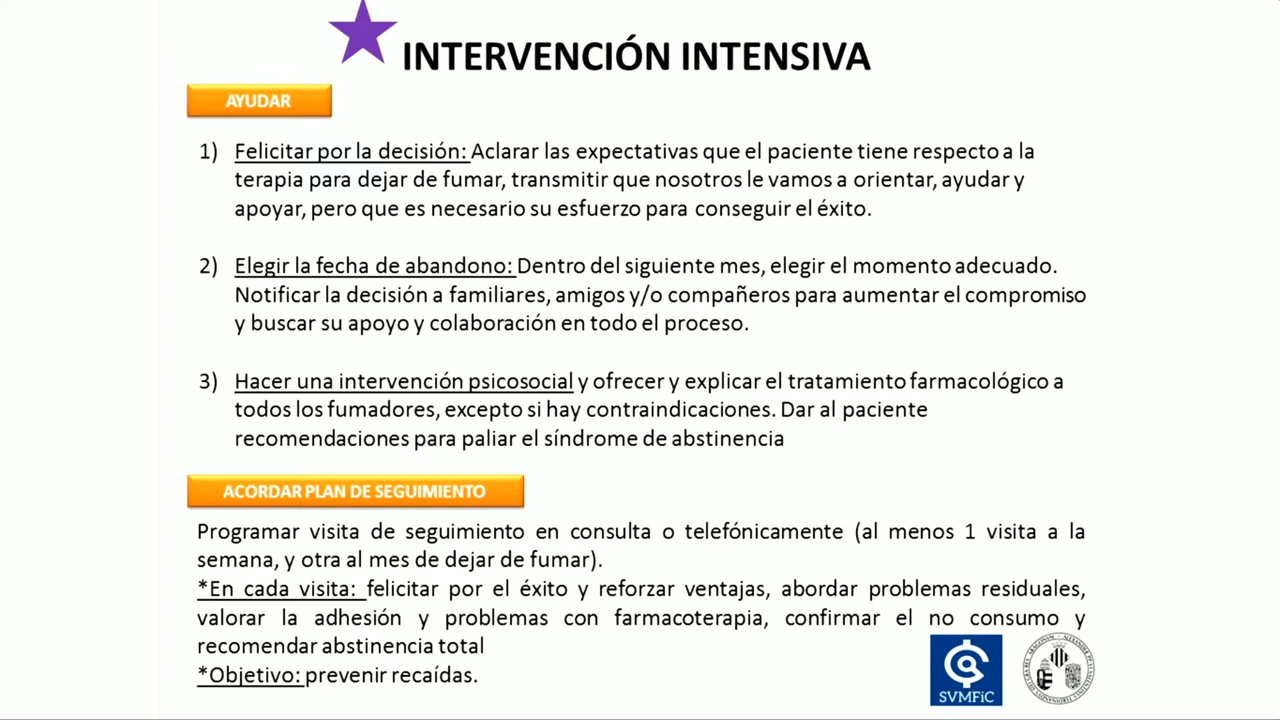 INTERVENCIÓN INTENSIVA
AYUDAR
1) Felicitar por la decisión: Aclarar las expectativas que el paciente tiene respecto a la
terapia para dejar de fumar, transmitir que nosotros le vamos a orientar, ayudar y
apoyar, pero que es necesario su esfuerzo para conseguir el éxito.
2) Elegir la fecha de abandono: Dentro del siguiente mes, elegir el momento adecuado.
Notificar la decisión a familiares, amigos y/o compañeros para aumentar el compromiso
y buscar su apoyo y colaboración en todo el proceso.
3) Hacer una intervención psicosocial y ofrecer y explicar el tratamiento farmacológico a
todos los fumadores, excepto si hay contraindicaciones. Dar al paciente
recomendaciones para paliar el síndrome de abstinencia
ACORDAR PLAN DE SEGUIMIENTO
Programar visita de seguimiento en consulta o telefónicamente (al menos 1 visita a la
semana, y otra al mes de dejar de fumar).
*En cada visita: felicitar por el éxito y reforzar ventajas, abordar problemas residuales,
valorar la adhesión y problemas con farmacoterapia, confirmar el no consumo y
recomendar abstinencia total
*Objetivo: prevenir recaídas.
SVMFiC